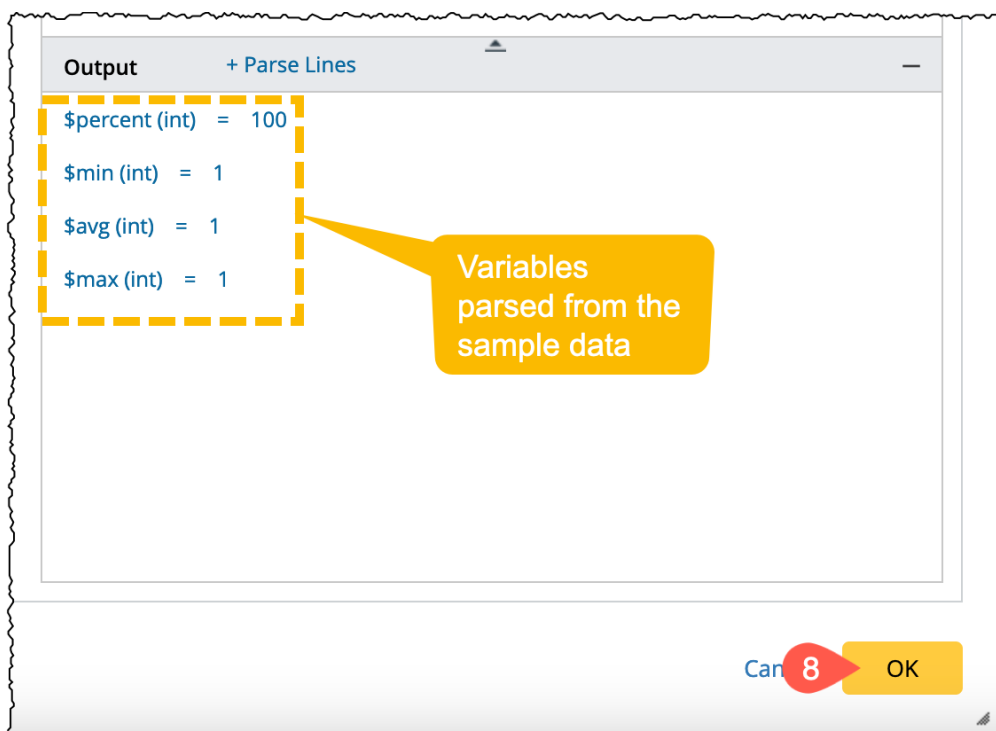 Output + Parse Lines
$percent (int) = 100
$min (int) = 1
$avg (int) = 1
$max (int) = 1
Variables
parsed from the
sample data
Can 8 OK